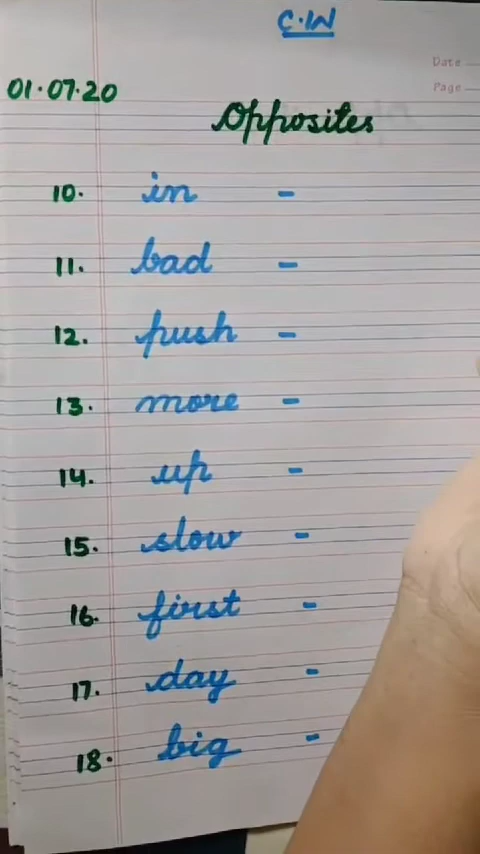 C.W
Date
Page
01.07.20
Opposites
10. in -
11. bad -
12. push -
13. more -
14. up -
15. slow -
16. first -
17. day -
18. big -